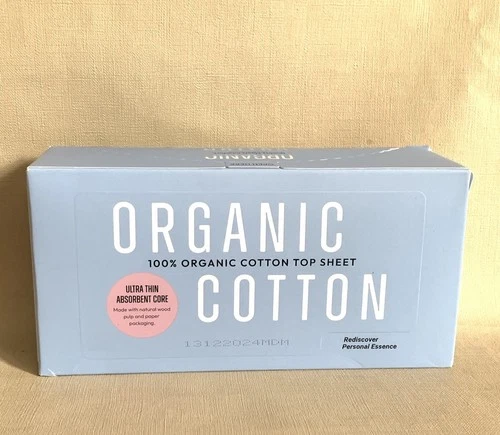 ORGANIC
ORGANIC
100% ORGANIC COTTON TOP SHEET
COTTON
ULTRA THIN
ABSORBENT CORE
Made with natural wood
pulp and paper
packaging.
13122024MDM
Rediscover
Personal Essence